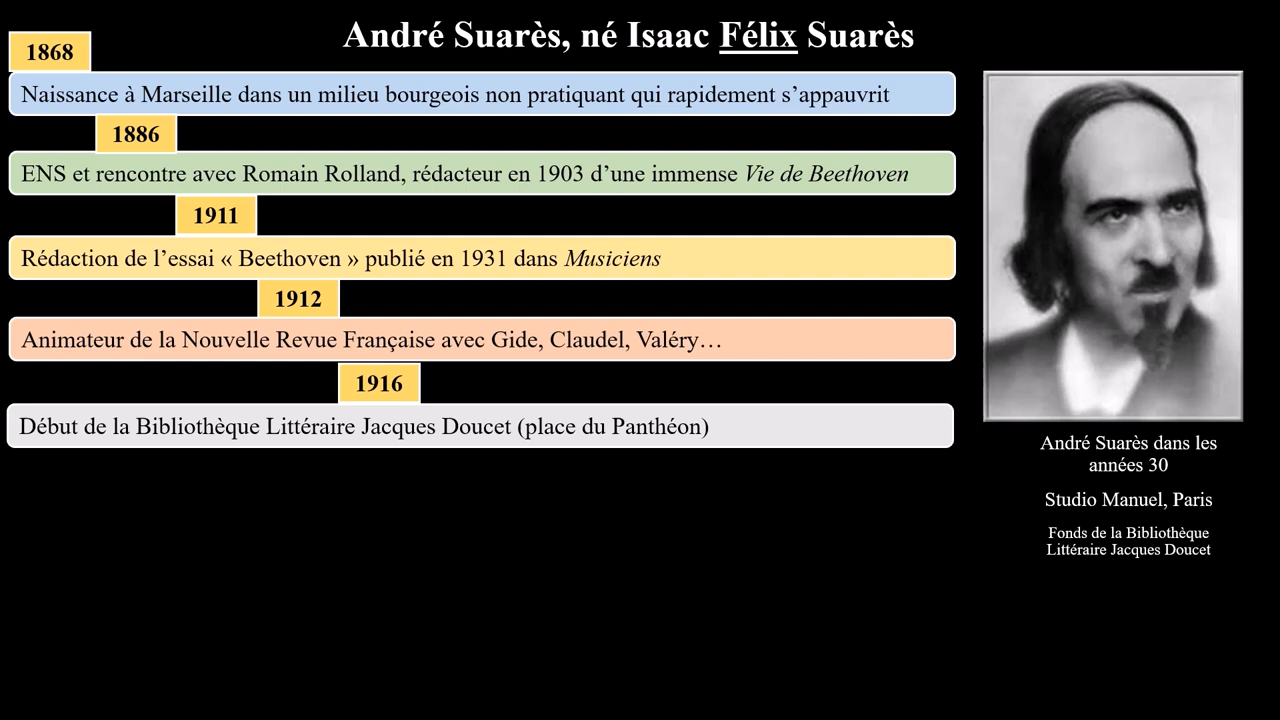 André Suarès, né Isaac Félix Suarès
1868
Naissance à Marseille dans un milieu bourgeois non pratiquant qui rapidement s’appauvrit
1886
ENS et rencontre avec Romain Rolland, rédacteur en 1903 d’une immense Vie de Beethoven
1911
Rédaction de l’essai « Beethoven » publié en 1931 dans Musiciens
1912
Animateur de la Nouvelle Revue Française avec Gide, Claudel, Valéry…
1916
Début de la Bibliothèque Littéraire Jacques Doucet (place du Panthéon)
André Suarès dans les
années 30
Studio Manuel, Paris
Fonds de la Bibliothèque
Littéraire Jacques Doucet